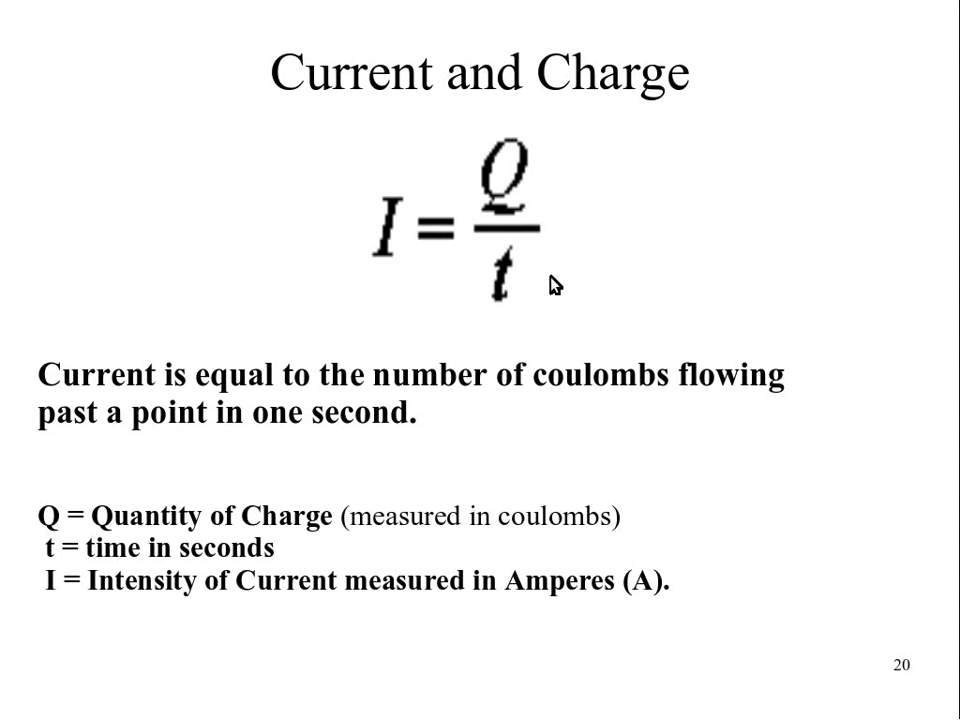 Current and Charge
I = Q/t
Current is equal to the number of coulombs flowing
past a point in one second.
Q = Quantity of Charge (measured in coulombs)
t = time in seconds
I = Intensity of Current measured in Amperes (A).
20